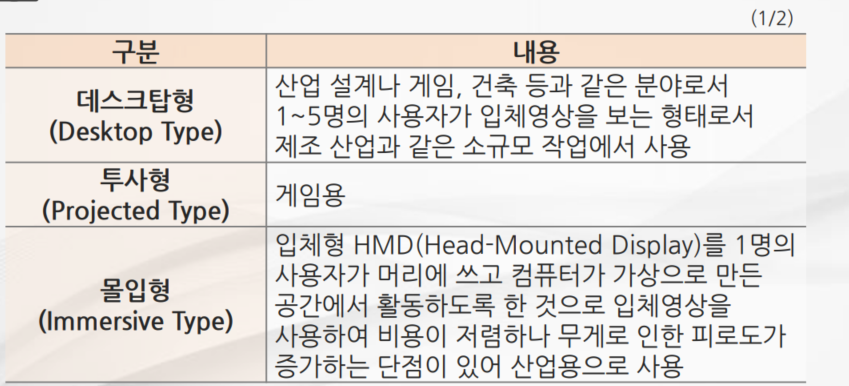 (1/2)
구분 내용
데스크탑형
(Desktop Type)
산업 설계나 게임, 건축 등과 같은 분야로서
1~5명의 사용자가 입체영상을 보는 형태로서
제조 산업과 같은 소규모 작업에서 사용
투사형
(Projected Type)
게임용
몰입형
(Immersive Type)
입체형 HMD(Head-Mounted Display)를 1명의
사용자가 머리에 쓰고 컴퓨터가 가상으로 만든
공간에서 활동하도록 한 것으로 입체영상을
사용하여 비용이 저렴하나 무게로 인한 피로도가
증가하는 단점이 있어 산업용으로 사용